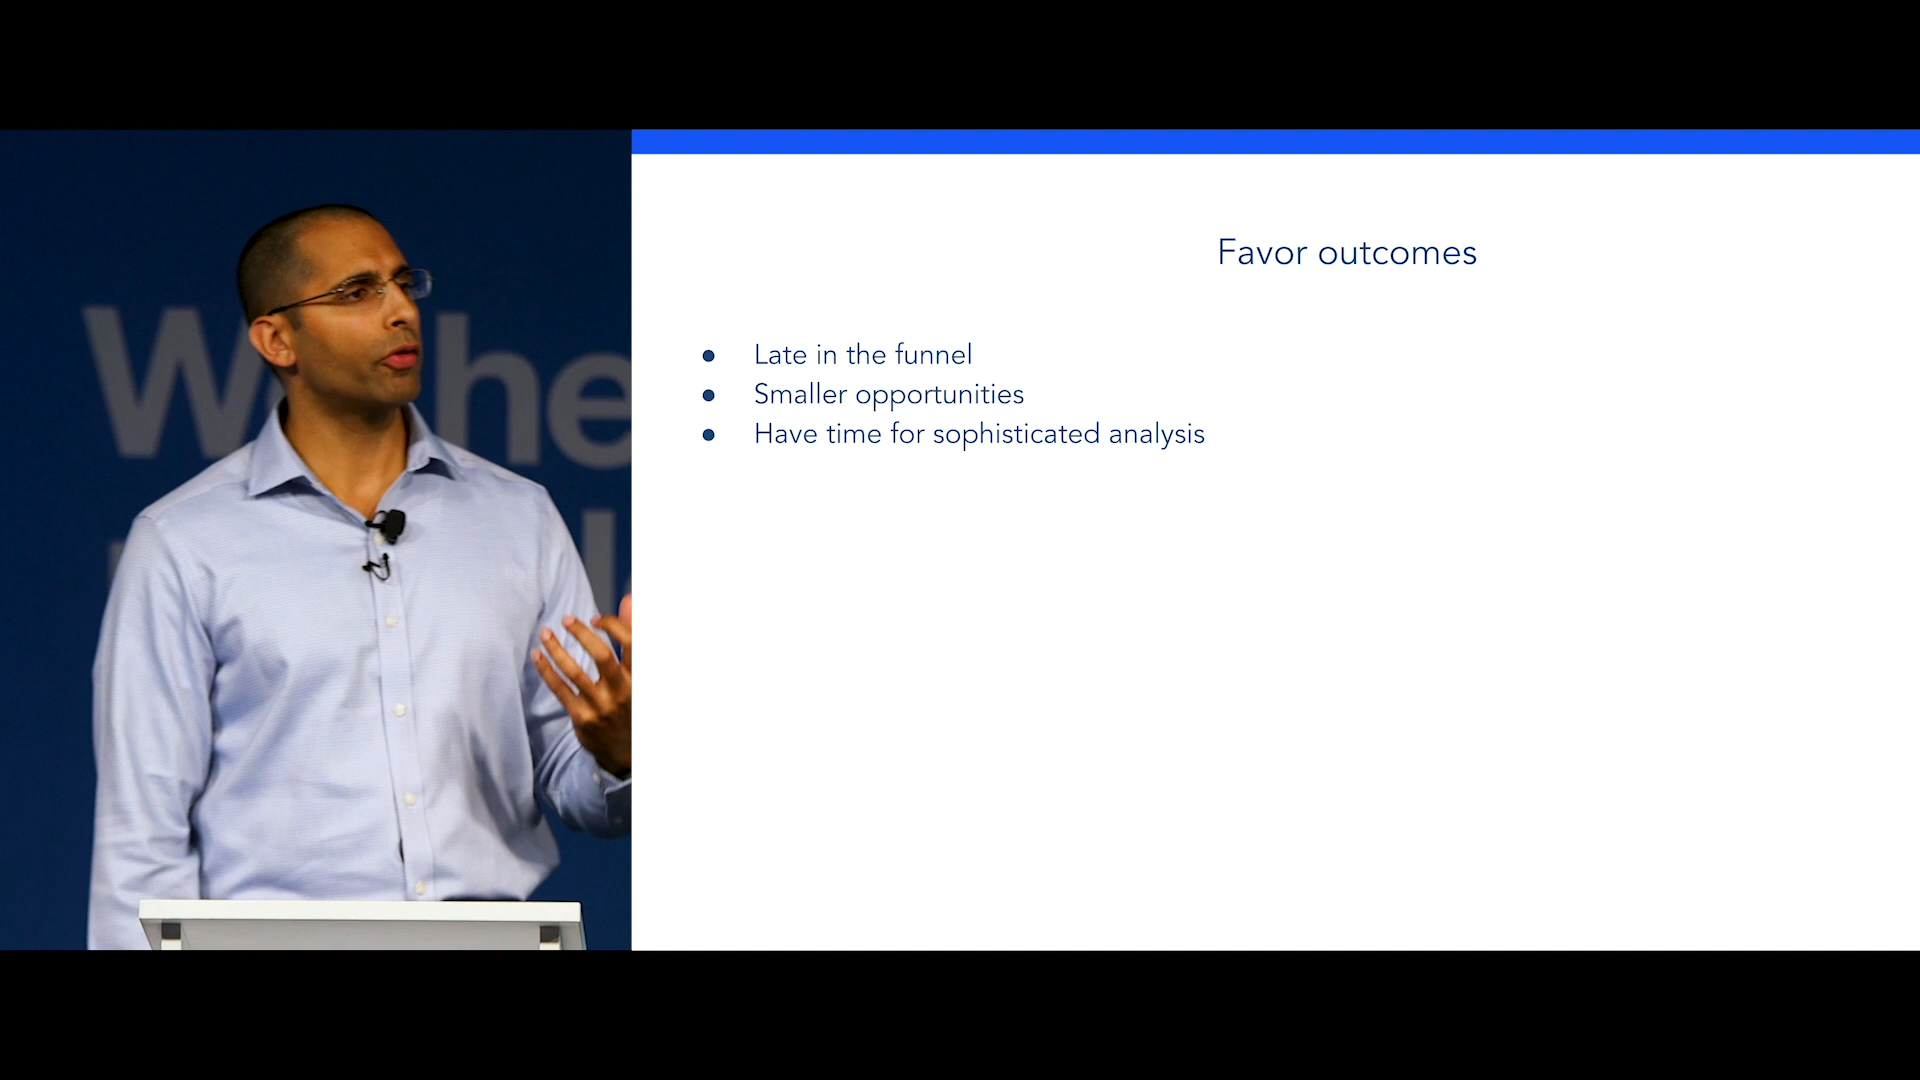 Favor outcomes
● Late in the funnel
● Smaller opportunities
● Have time for sophisticated analysis